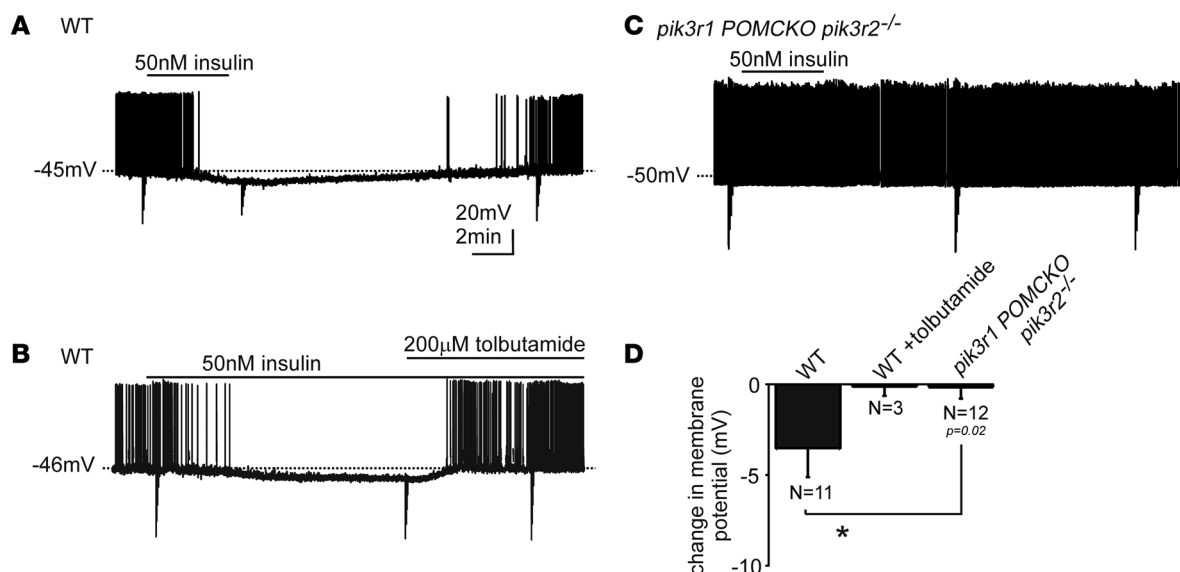 A WT
50nM insulin
-45mV
20mV
2min
B WT
200μM tolbutamide
50nM insulin
-46mV
C pik3r1 POMCKO pik3r2-/-
50nM insulin
-50mV
D
WT
WT +tolbutamide
pik3r1 POMCKO
pik3r2-/-
change in membrane
potential (mV)
0
-5
-10
N=11
N=3
N=12
p=0.02
*